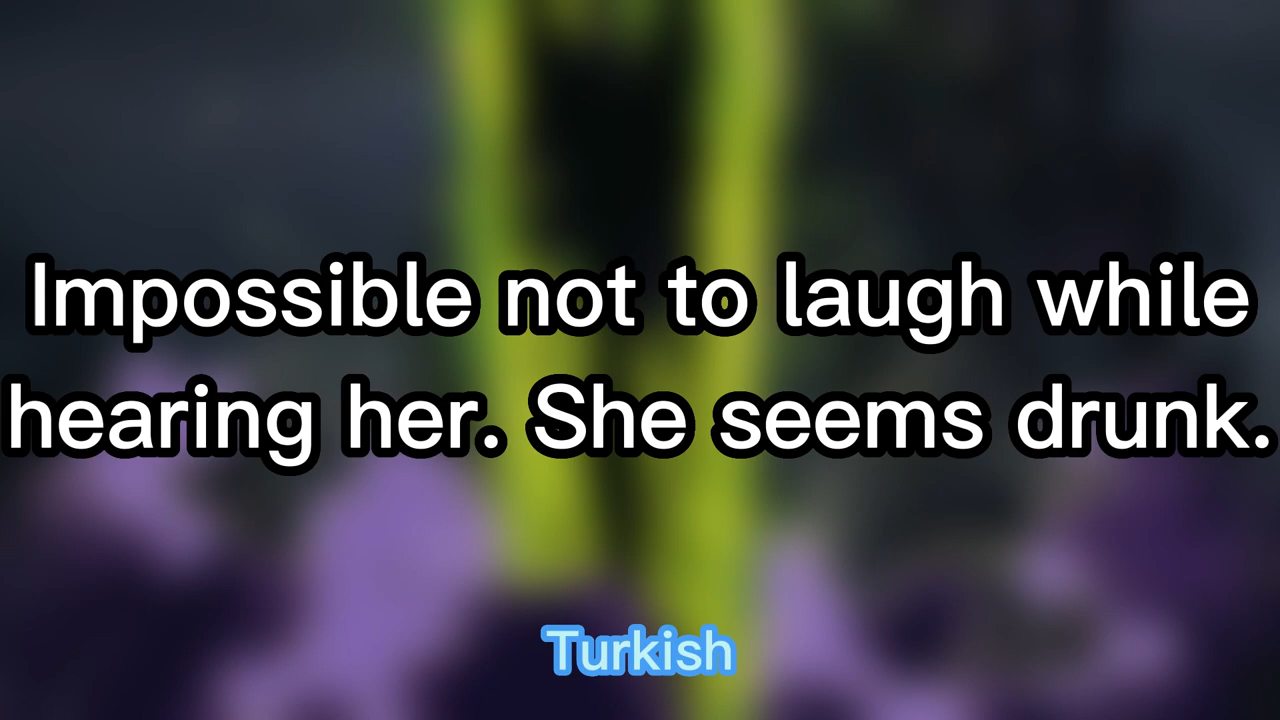 Impossible not to laugh while
hearing her. She seems drunk.
Turkish